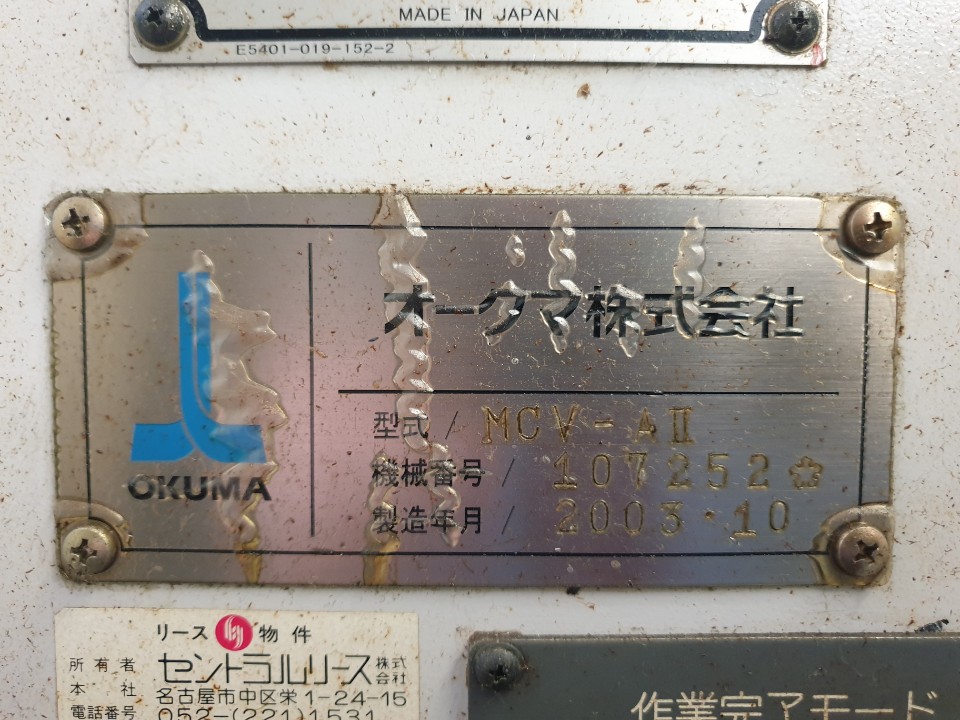 MADE IN JAPAN
E5401-019-152-2
オークマ株式会社
OKUMA
型式 / MCV-AII
機械番号 / 107252
製造年月 / 2003・10
リース 物件
所有者 セントラルリース株式会社
本社 名古屋市中区栄1-24-15
電話番号 052-(221)1531
作業完了モード